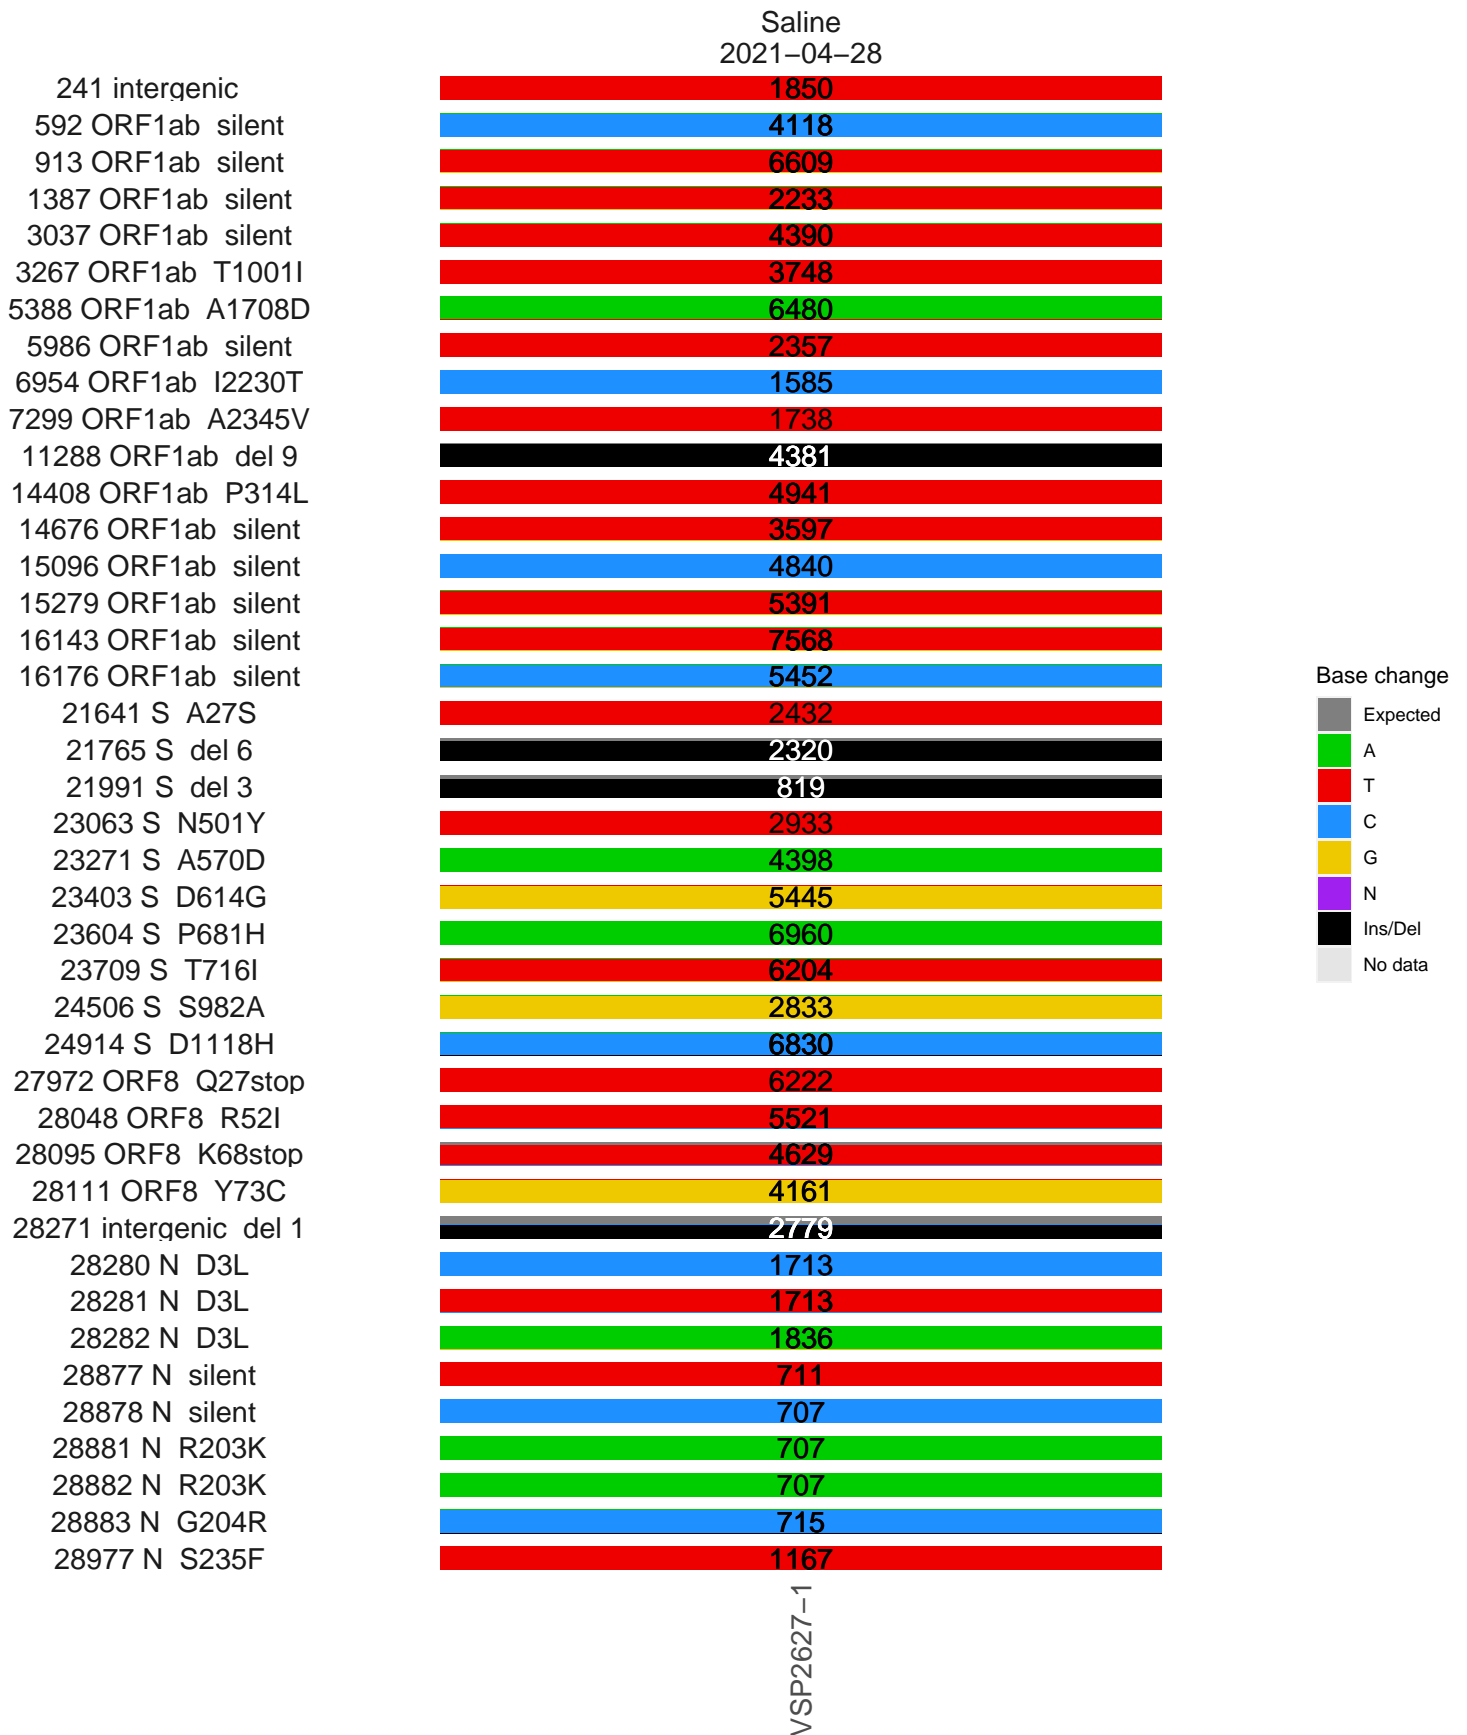 Saline
2021−04−28
241 intergenic 1850
592 ORF1ab silent 4118
913 ORF1ab silent 6609
1387 ORF1ab silent 2233
3037 ORF1ab silent 4390
3267 ORF1ab T1001I 3748
5388 ORF1ab A1708D 6480
5986 ORF1ab silent 2357
6954 ORF1ab I2230T 1585
7299 ORF1ab A2345V 1738
11288 ORF1ab del 9 4381
14408 ORF1ab P314L 4941
14676 ORF1ab silent 3597
15096 ORF1ab silent 4840
15279 ORF1ab silent 5391
16143 ORF1ab silent 7568
16176 ORF1ab silent 5452
21641 S A27S 2432
21765 S del 6 2320
21991 S del 3 819
23063 S N501Y 2933
23271 S A570D 4398
23403 S D614G 5445
23604 S P681H 6960
23709 S T716I 6204
24506 S S982A 2833
24914 S D1118H 6830
27972 ORF8 Q27stop 6222
28048 ORF8 R52I 5521
28095 ORF8 K68stop 4629
28111 ORF8 Y73C 4161
28271 intergenic del 1 2779
28280 N D3L 1713
28281 N D3L 1713
28282 N D3L 1836
28877 N silent 711
28878 N silent 707
28881 N R203K 707
28882 N R203K 707
28883 N G204R 715
28977 N S235F 1167
VSP2627−1
Base change
Expected
A
T
C
G
N
Ins/Del
No data